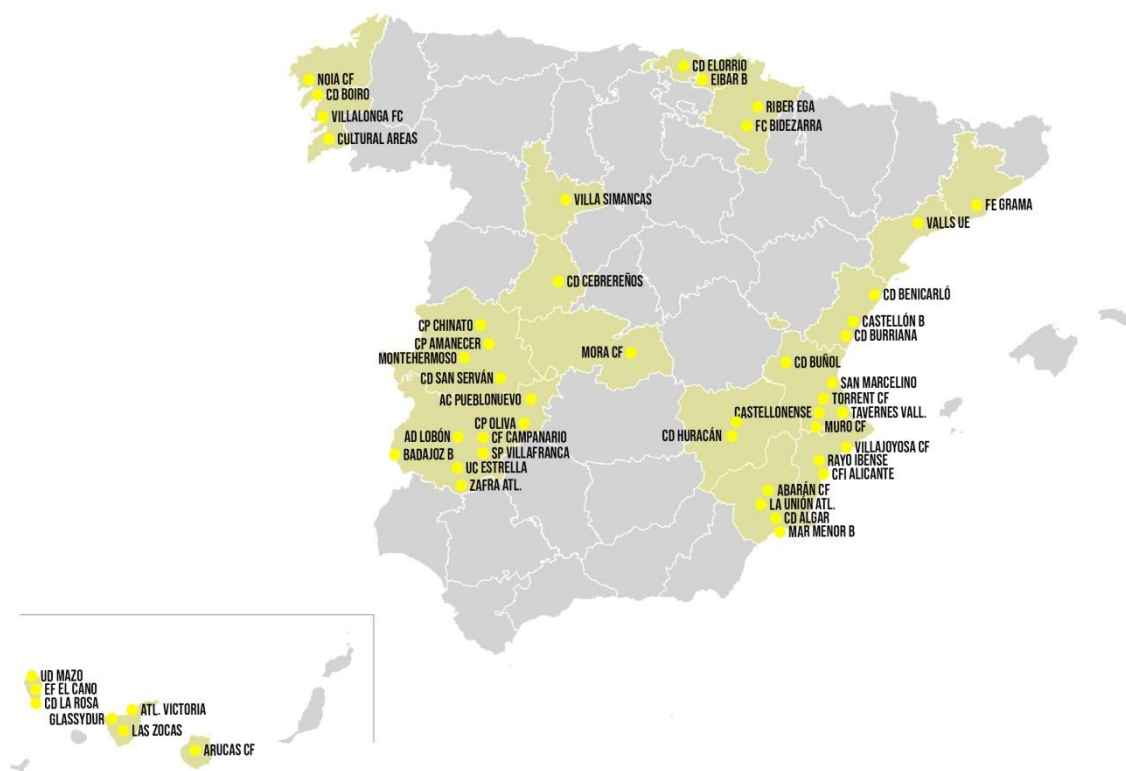 NOIA CF
CD BOIRO
VILLALONGA FC
CULTURAL AREAS
CD ELORRIO
EIBAR B
RIBER EGA
FC BIDEZARRA
VILLA SIMANCAS
FE GRAMA
VALLS UE
CD CEBREREÑOS
CD BENICARLÓ
CASTELLÓN B
CD BURRIANA
CP CHINATO
CP AMANECER
MONTEHERMOSO
CD SAN SERVÁN
AC PUEBLONUEVO
MORA CF
CD BUÑOL
SAN MARCELINO
TORRENT CF
CASTELLONENSE
TAVERNES VALL.
MURO CF
CD HURACÁN
CP OLIVA
AD LOBÓN
CF CAMPANARIO
BADAJOZ B
SP VILLAFRANCA
UC ESTRELLA
ZAFRA ATL.
VILLAJOYOSA CF
RAYO IBENSE
CFI ALICANTE
ABARÁN CF
LA UNIÓN ATL.
CD ALGAR
MAR MENOR B
UD MAZO
EF EL CANO
CD LA ROSA
GLASSYDUR
ATL. VICTORIA
LAS ZOCAS
ARUCAS CF